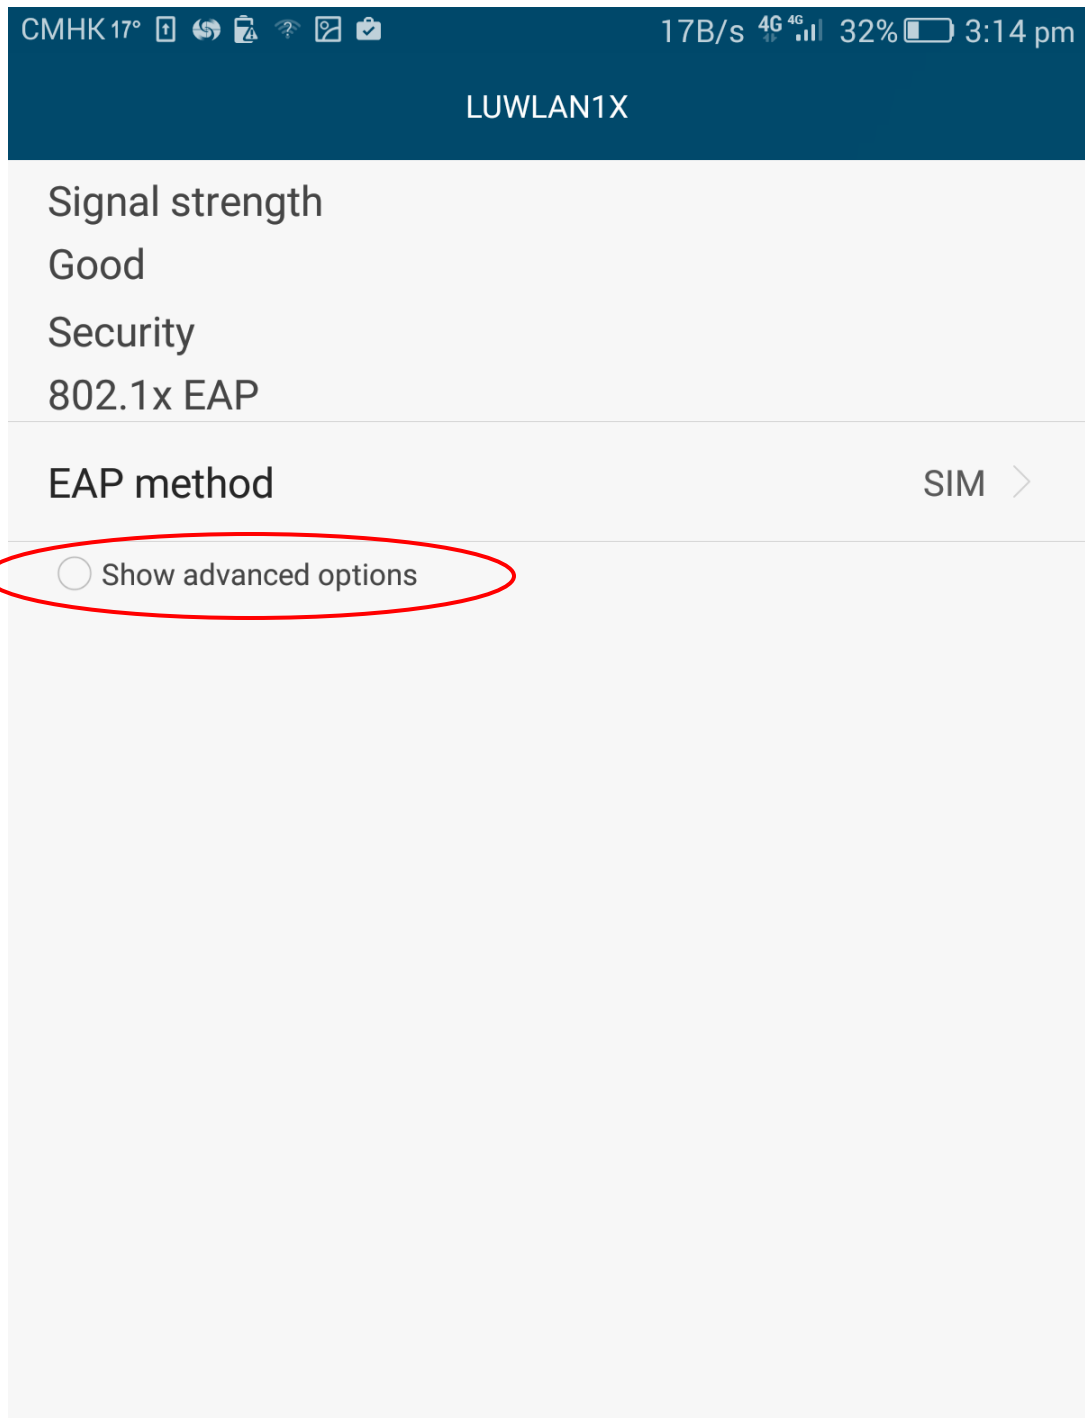 CMHK 17° 17B/s 4G 4G 32% 3:14 pm
LUWLAN1X
Signal strength
Good
Security
802.1x EAP
EAP method SIM
Show advanced options